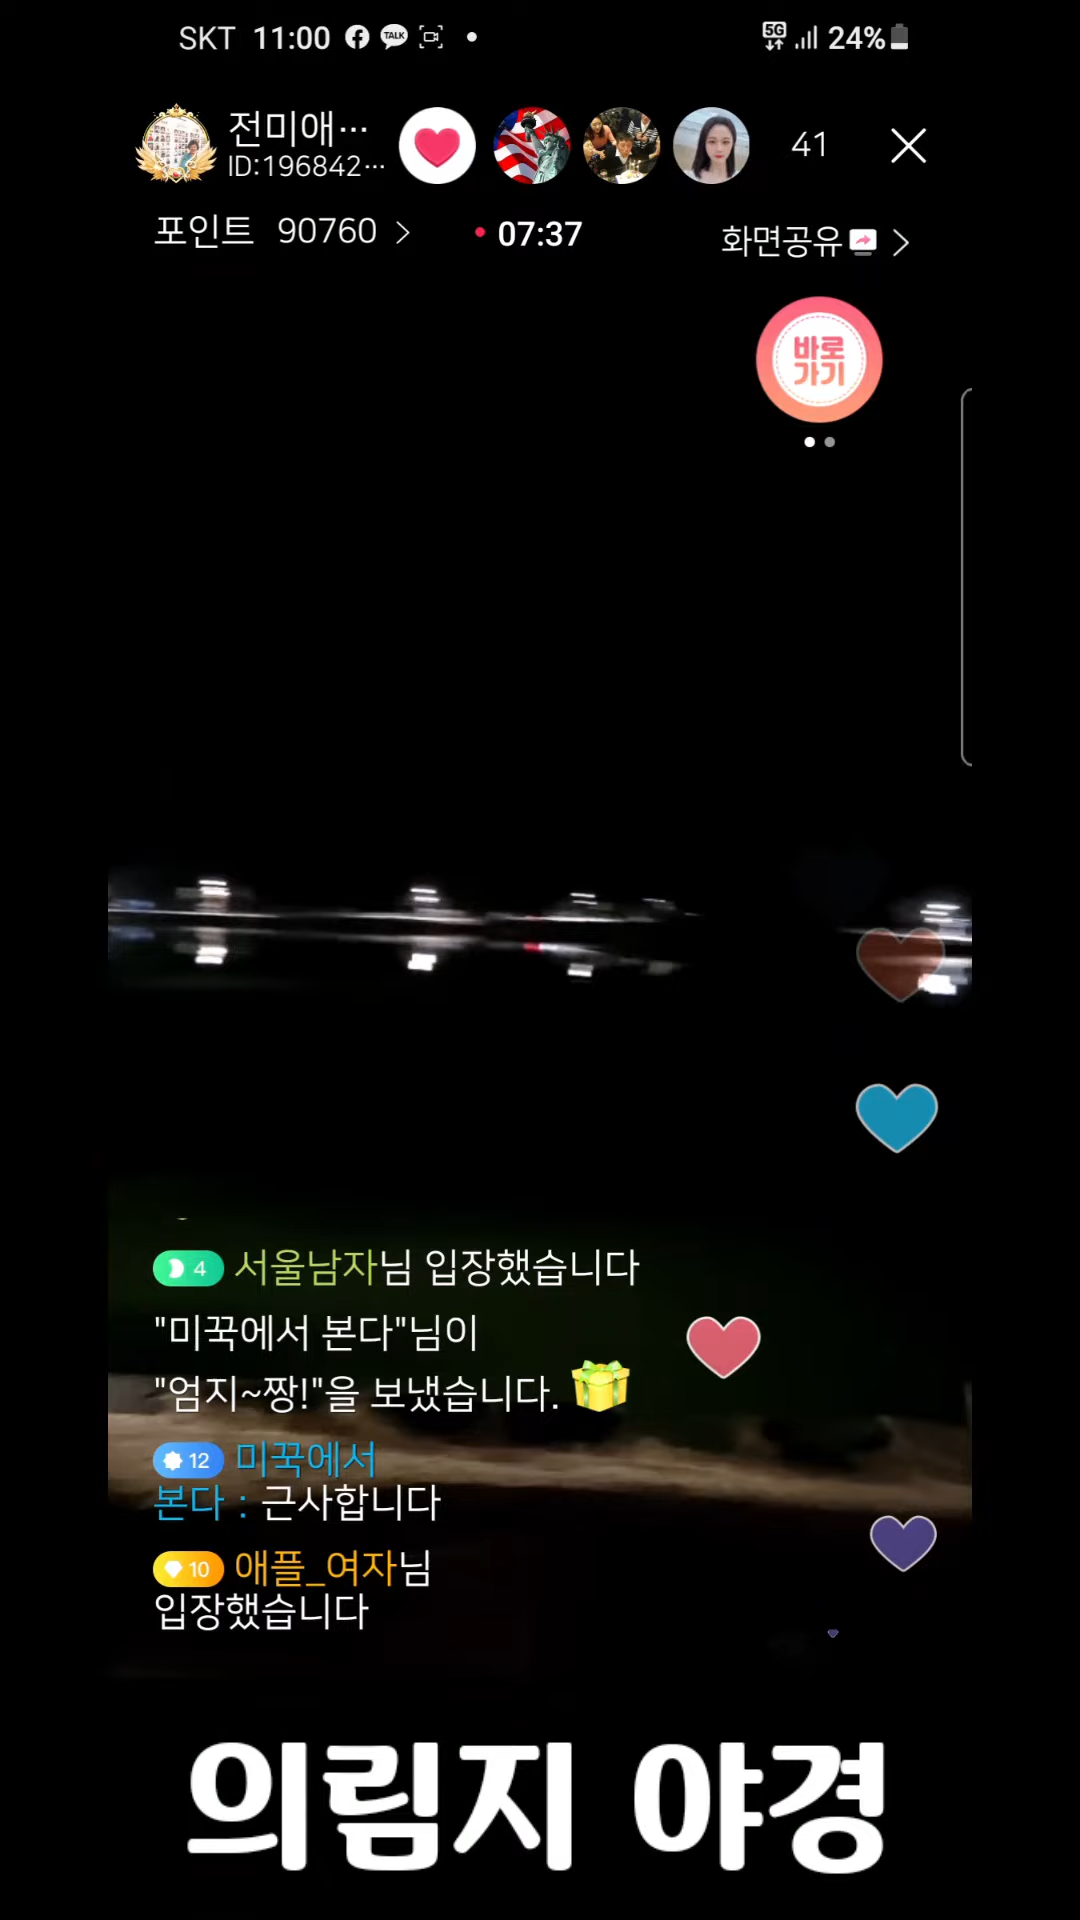 SKT 11:00 TALK 5G 24%
전미애… 41
ID:196842…
포인트 90760 07:37 화면공유
바로
가기
4 서울남자님 입장했습니다
"미꾹에서 본다"님이
"엄지~짱!"을 보냈습니다.
12 미꾹에서
본다 : 근사합니다
10 애플_여자님
입장했습니다
의림지 야경